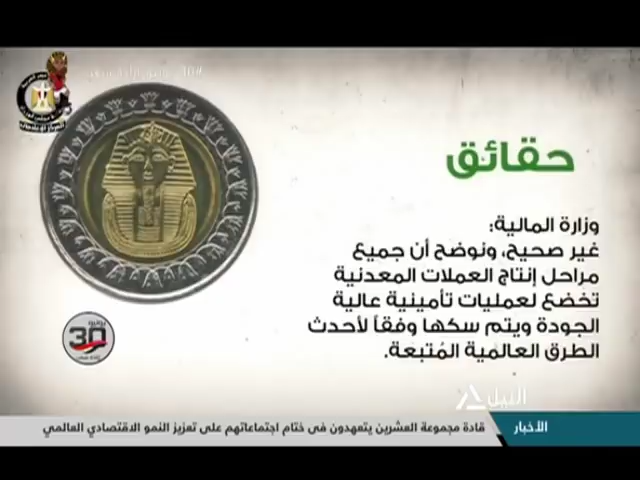 حقائق
وزارة المالية:
غير صحيح، ونوضح أن جميع
مراحل إنتاج العملات المعدنية
تخضع لعمليات تأمينية عالية
الجودة ويتم سكها وفقاً لأحدث
الطرق العالمية المُتبعة.
يونيو
30
النيل
الأخبار
قادة مجموعة العشرين يتعهدون فى ختام اجتماعاتهم على تعزيز النمو الاقتصادي العالمي